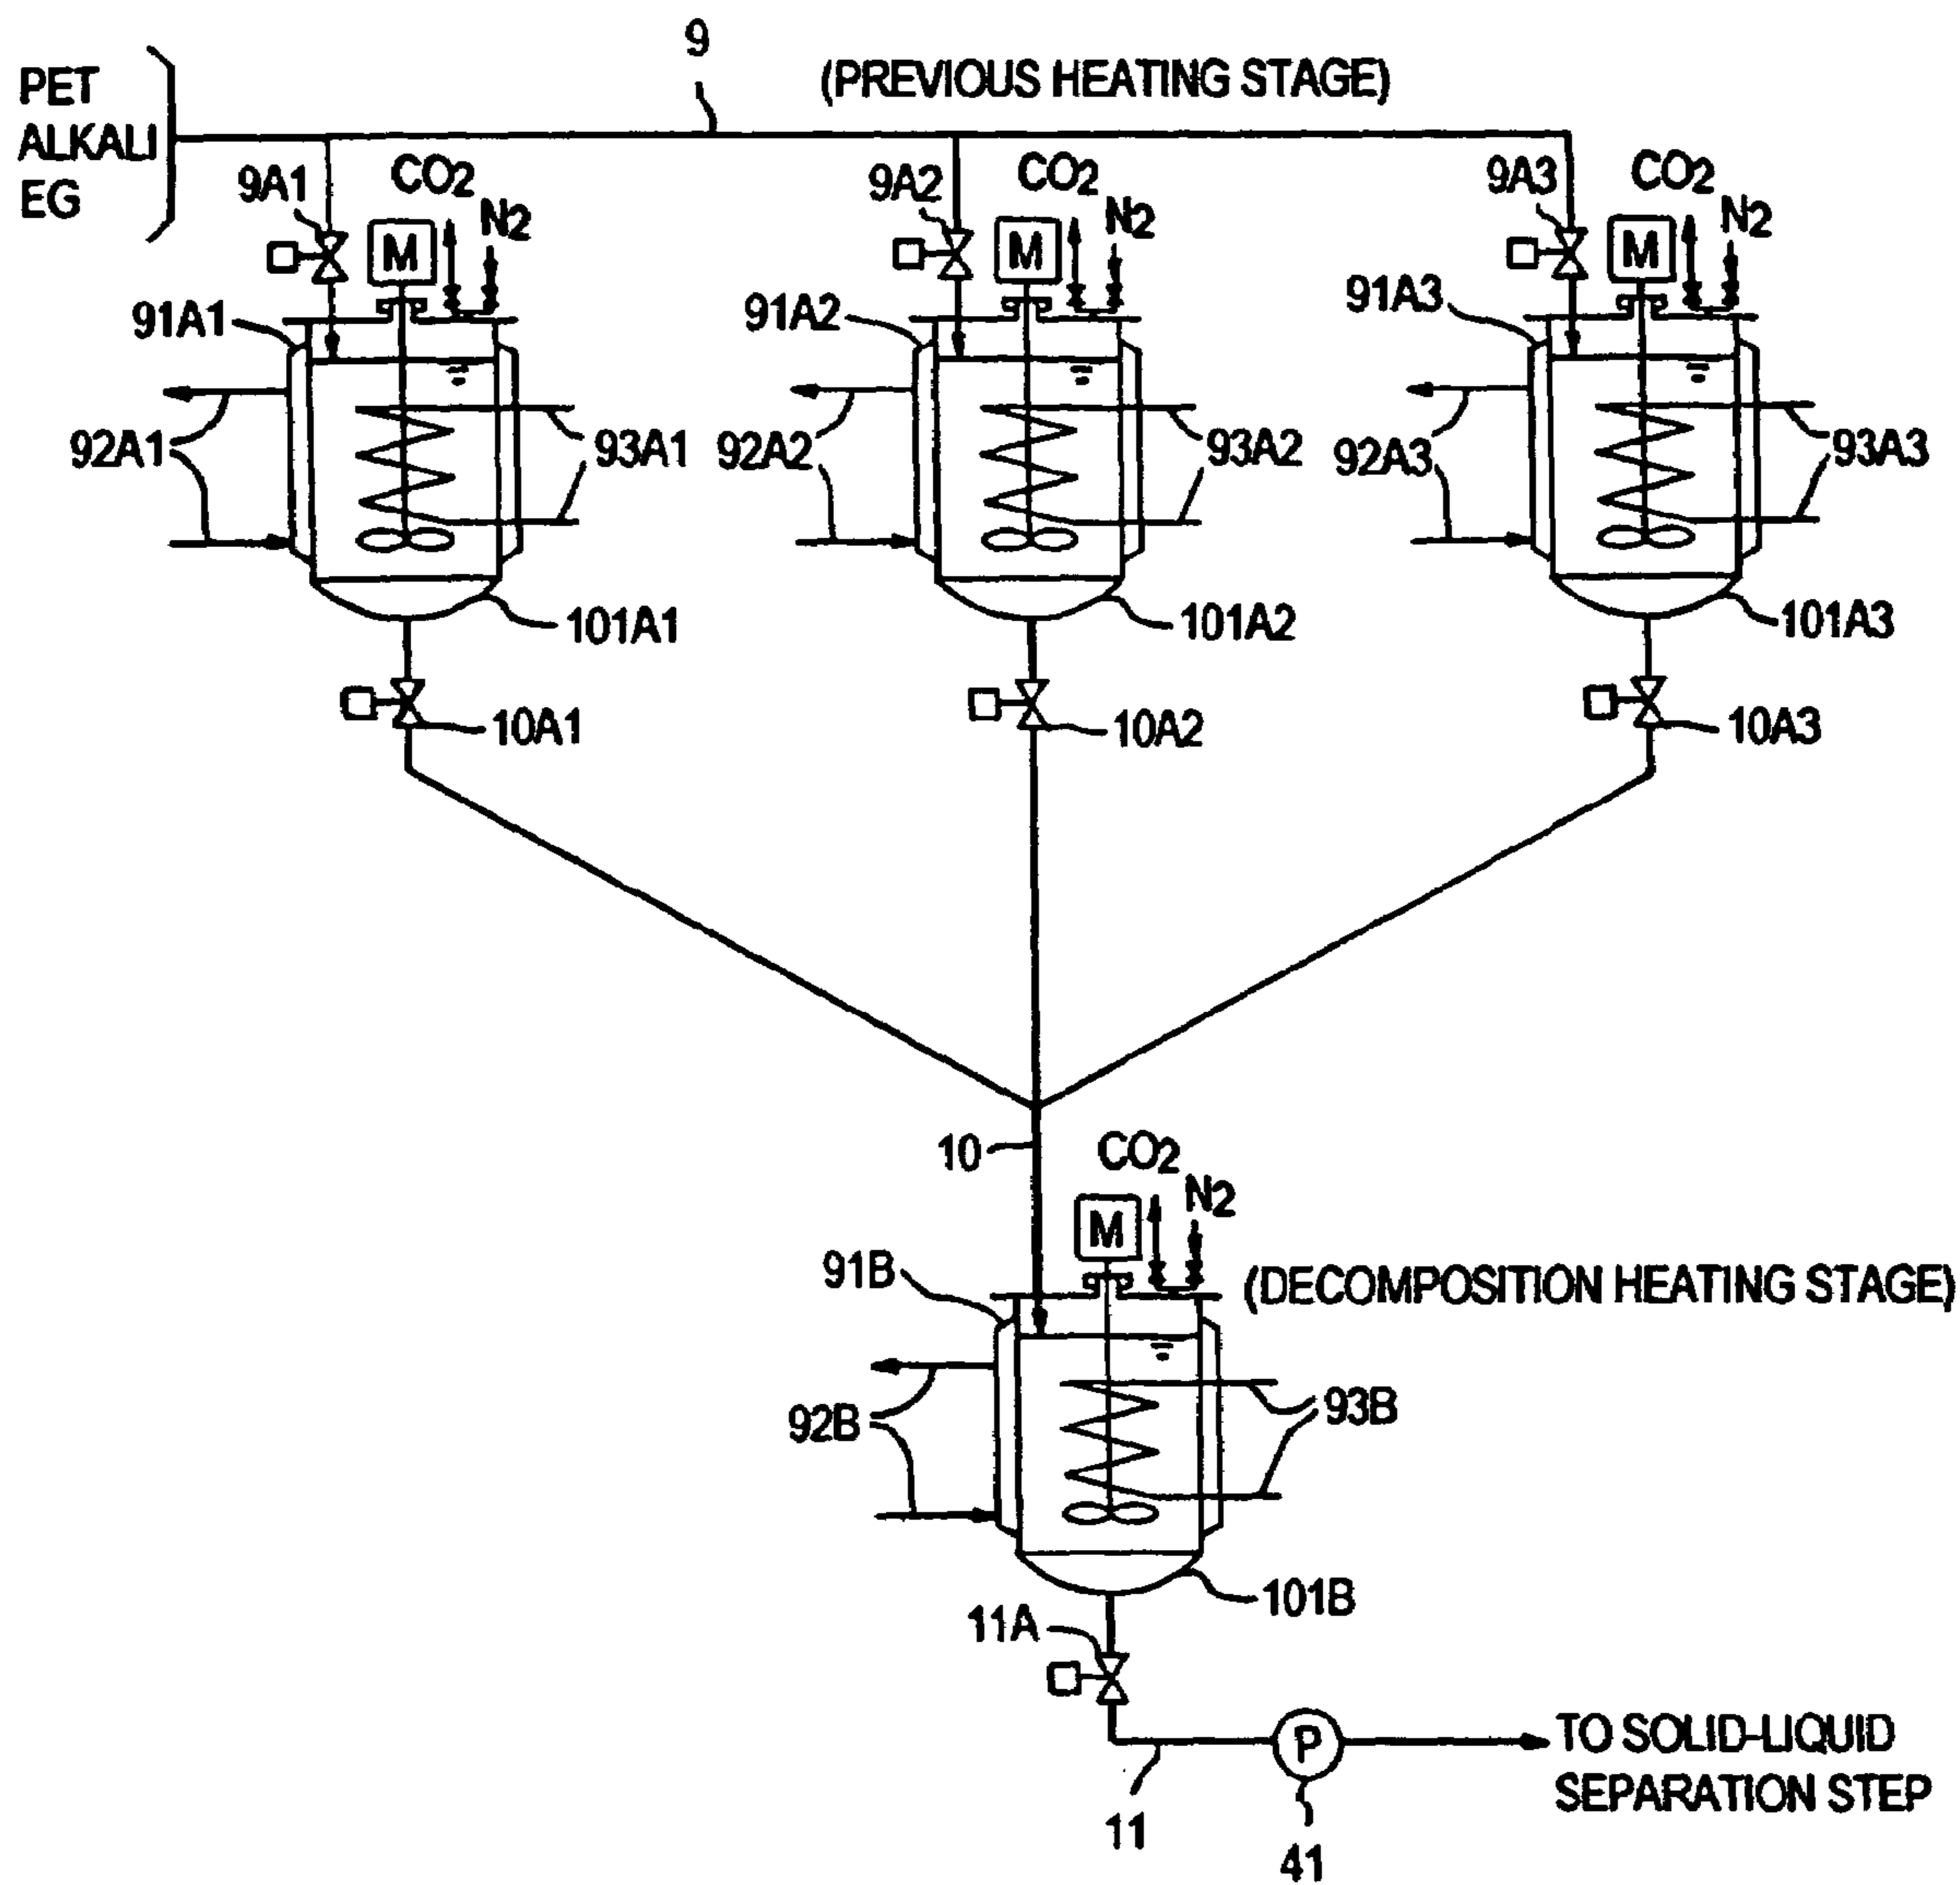 9
(PREVIOUS HEATING STAGE)
PET
ALKALI
EG
9A1
CO2
N2
M
9A2
CO2
N2
M
9A3
CO2
N2
M
91A1
91A2
91A3
92A1
93A1
92A2
93A2
92A3
93A3
101A1
101A2
101A3
10A1
10A2
10A3
10
CO2
N2
M
91B
(DECOMPOSITION HEATING STAGE)
92B
93B
101B
11A
P
TO SOLID-LIQUID
SEPARATION STEP
11
41